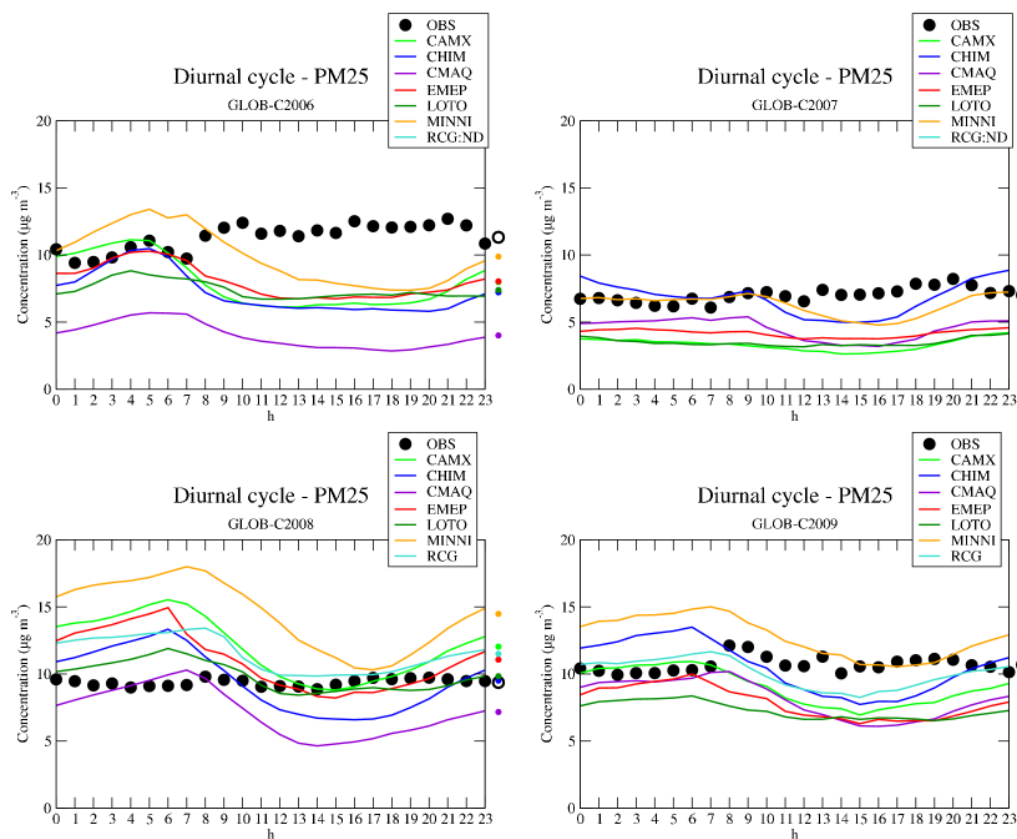 OBS
CAMX
CHIM
CMAQ
EMEP
LOTO
MINNI
RCG:ND
Diurnal cycle - PM25
GLOB-C2006
Concentration (µg m-3)
20
15
10
5
0
0 1 2 3 4 5 6 7 8 9 10 11 12 13 14 15 16 17 18 19 20 21 22 23
h
OBS
CAMX
CHIM
CMAQ
EMEP
LOTO
MINNI
RCG:ND
Diurnal cycle - PM25
GLOB-C2007
Concentration (µg m-3)
20
15
10
5
0
0 1 2 3 4 5 6 7 8 9 10 11 12 13 14 15 16 17 18 19 20 21 22 23
h
OBS
CAMX
CHIM
CMAQ
EMEP
LOTO
MINNI
RCG
Diurnal cycle - PM25
GLOB-C2008
Concentration (µg m-3)
20
15
10
5
0
0 1 2 3 4 5 6 7 8 9 10 11 12 13 14 15 16 17 18 19 20 21 22 23
h
OBS
CAMX
CHIM
CMAQ
EMEP
LOTO
MINNI
RCG
Diurnal cycle - PM25
GLOB-C2009
Concentration (µg m-3)
20
15
10
5
0
0 1 2 3 4 5 6 7 8 9 10 11 12 13 14 15 16 17 18 19 20 21 22 23
h